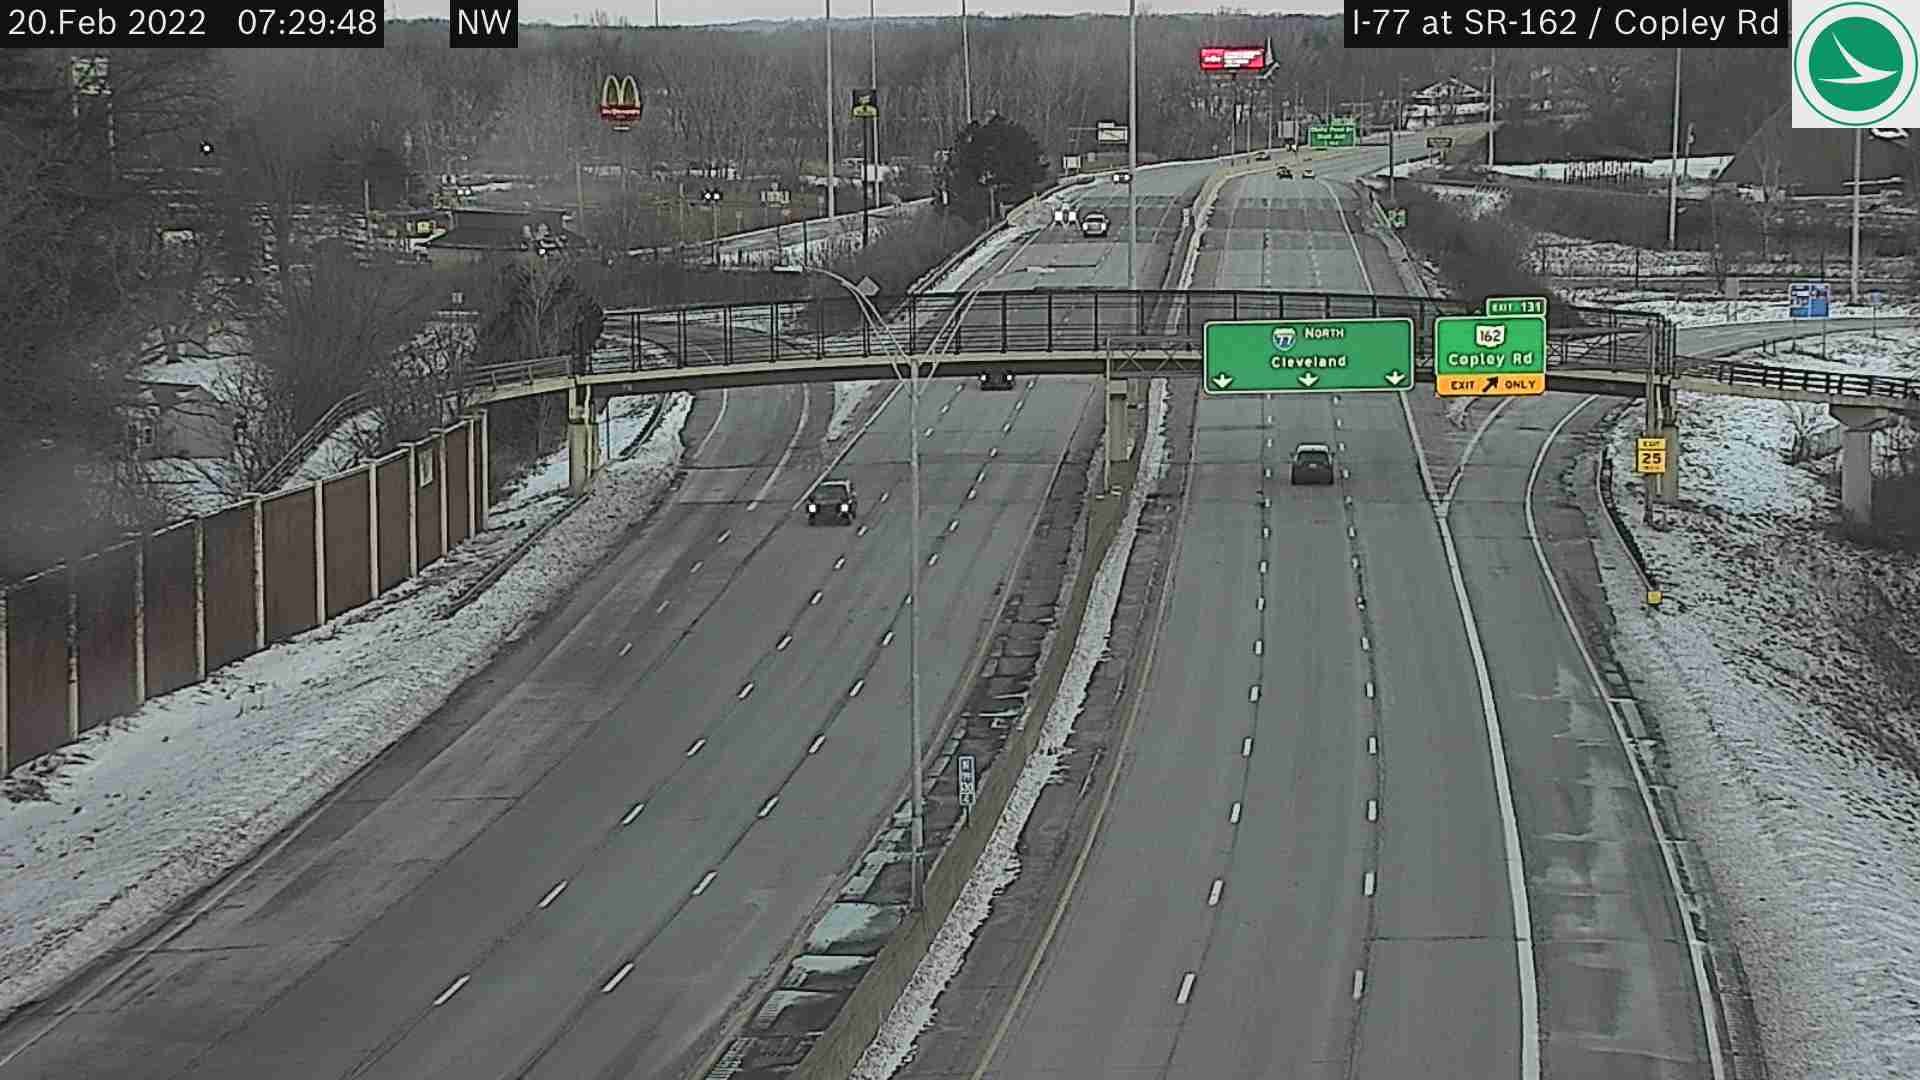 20.Feb 2022 07:29:48
NW
I-77 at SR-162 / Copley Rd
McDonald's
EXIT 131
77 NORTH
Cleveland
162
Copley Rd
EXIT ONLY
EXIT
25